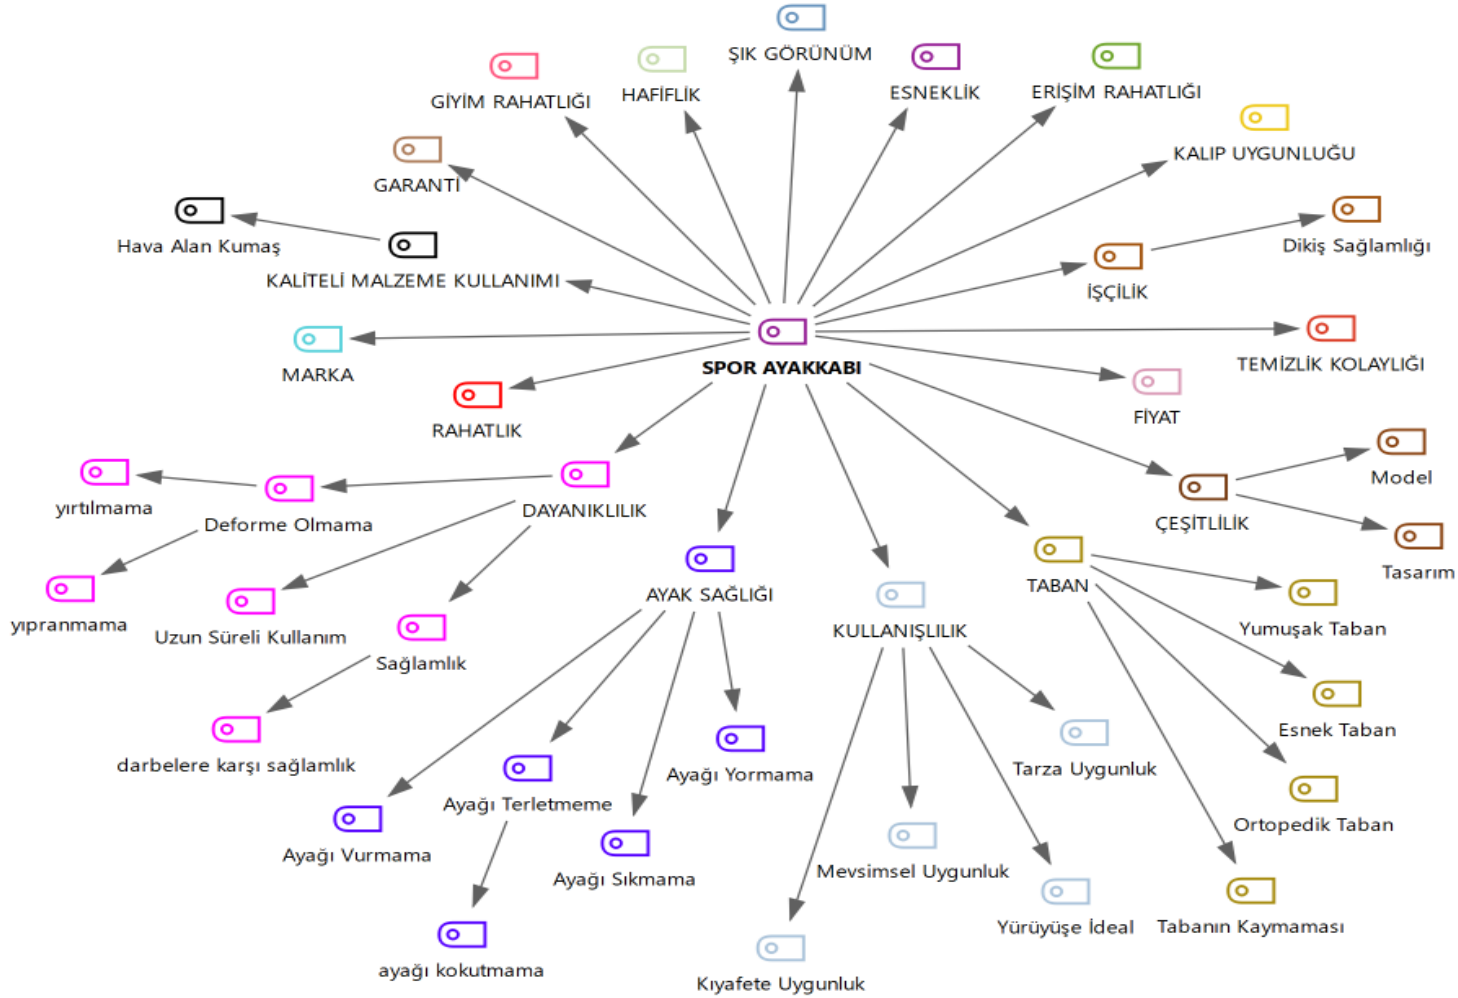 ŞIK GÖRÜNÜM
GİYİM RAHATLIĞI
HAFİFLİK
ESNEKLİK
ERİŞİM RAHATLIĞI
KALIP UYGUNLUĞU
GARANTİ
Hava Alan Kumaş
Dikiş Sağlamlığı
KALİTELİ MALZEME KULLANIMI
İŞÇİLİK
MARKA
SPOR AYAKKABI
TEMİZLİK KOLAYLIĞI
RAHATLIK
FİYAT
Model
yırtılmama
Deforme Olmama
DAYANIKLILIK
ÇEŞİTLİLİK
Tasarım
yıpranmama
Uzun Süreli Kullanım
AYAK SAĞLIĞI
TABAN
KULLANIŞLILIK
Yumuşak Taban
Sağlamlık
Esnek Taban
darbelere karşı sağlamlık
Ayağı Yormama
Tarza Uygunluk
Ayağı Terletmeme
Ortopedik Taban
Ayağı Vurmama
Ayağı Sıkmama
Mevsimsel Uygunluk
Yürüyüşe İdeal
Tabanın Kaymaması
ayağı kokutmama
Kıyafete Uygunluk